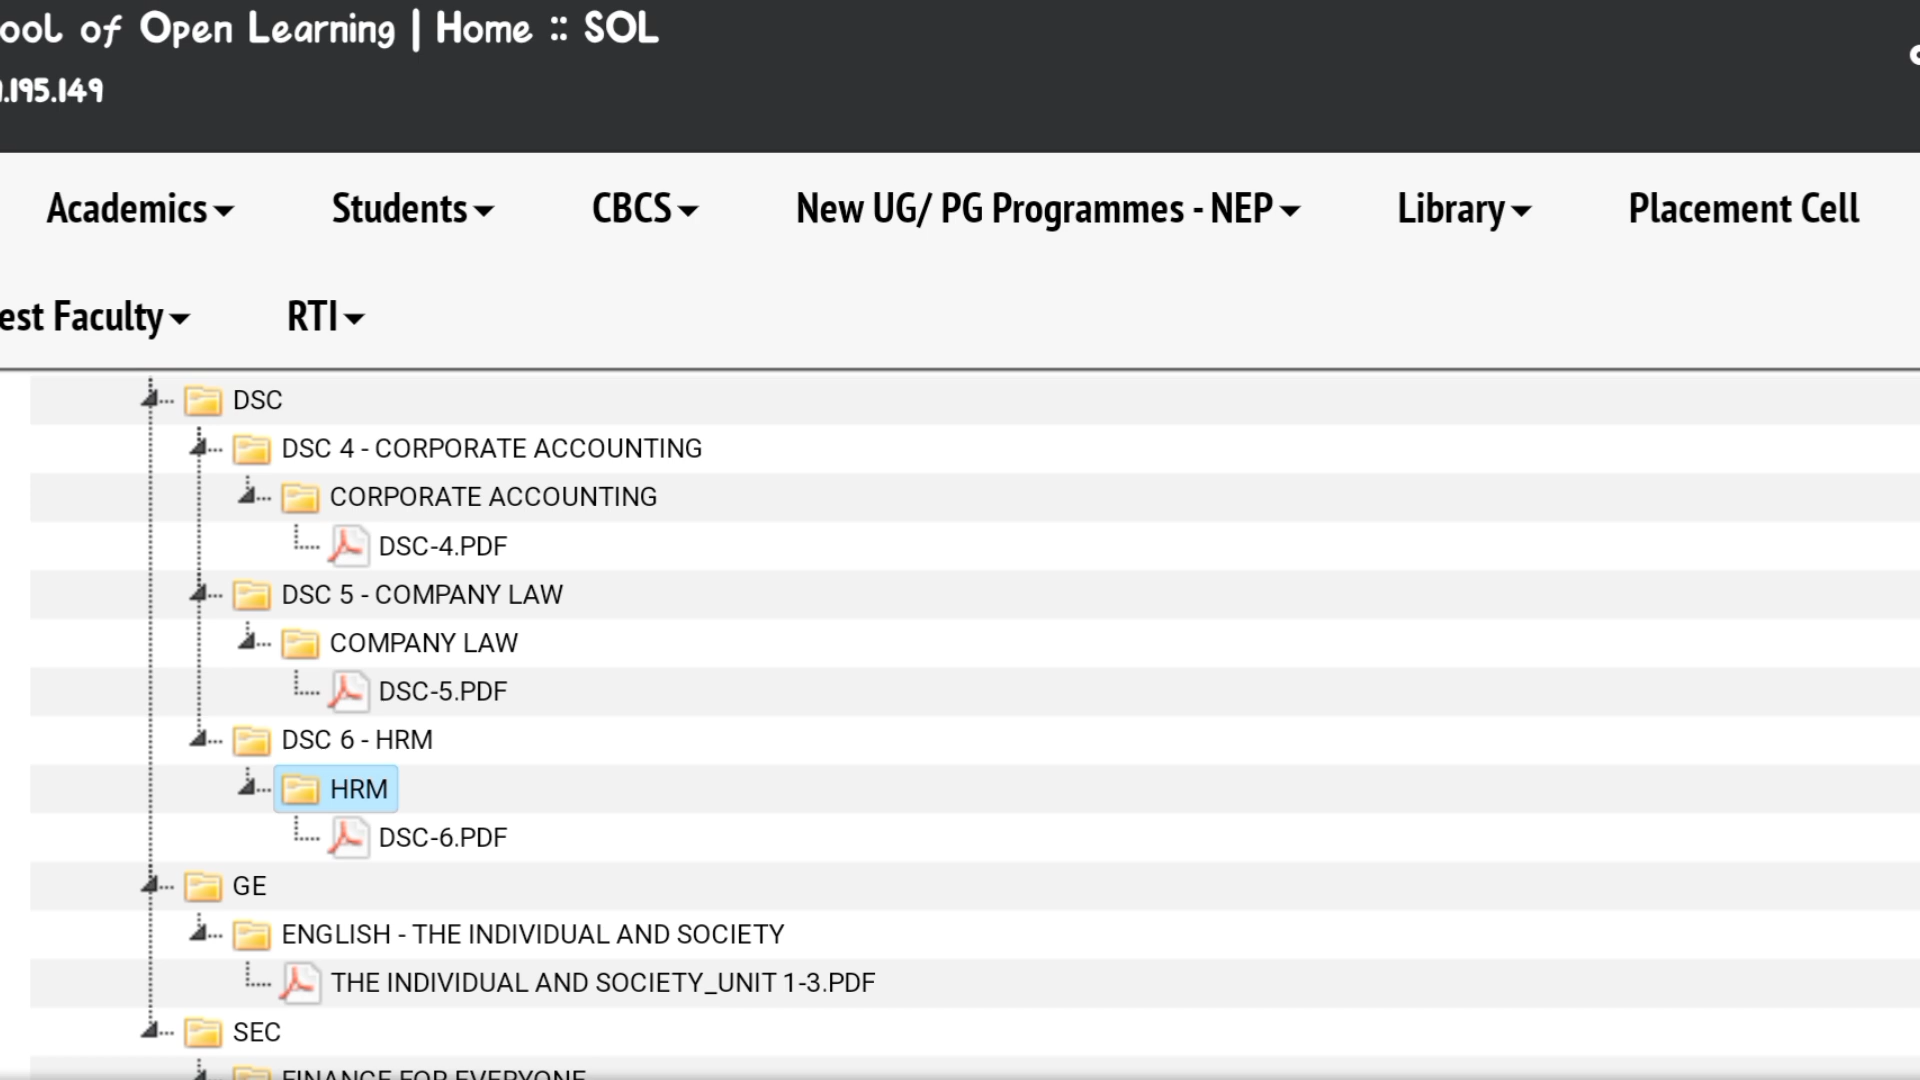 ool of Open Learning | Home :: SOL
.195.149
Academics
Students
CBCS
New UG/ PG Programmes - NEP
Library
Placement Cell
est Faculty
RTI
DSC
DSC 4 - CORPORATE ACCOUNTING
CORPORATE ACCOUNTING
DSC-4.PDF
DSC 5 - COMPANY LAW
COMPANY LAW
DSC-5.PDF
DSC 6 - HRM
HRM
DSC-6.PDF
GE
ENGLISH - THE INDIVIDUAL AND SOCIETY
THE INDIVIDUAL AND SOCIETY_UNIT 1-3.PDF
SEC
FINANCE FOR EVERYONE